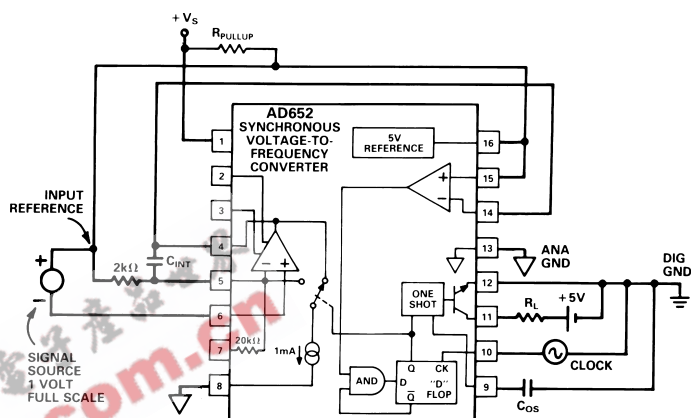 + VS
RPULLUP
AD652
SYNCHRONOUS
VOLTAGE-TO-
FREQUENCY
CONVERTER
5V
REFERENCE
1
2
3
4
5
6
7
8
16
15
14
13
12
11
10
9
INPUT
REFERENCE
+
−
2kΩ
CINT
SIGNAL
SOURCE
1 VOLT
FULL SCALE
20kΩ
1mA
−
+
+
−
ONE
SHOT
AND
Q
CK
D
"D"
FLOP
Q̅
ANA
GND
DIG
GND
RL
+ 5V
CLOCK
COS
com.cn